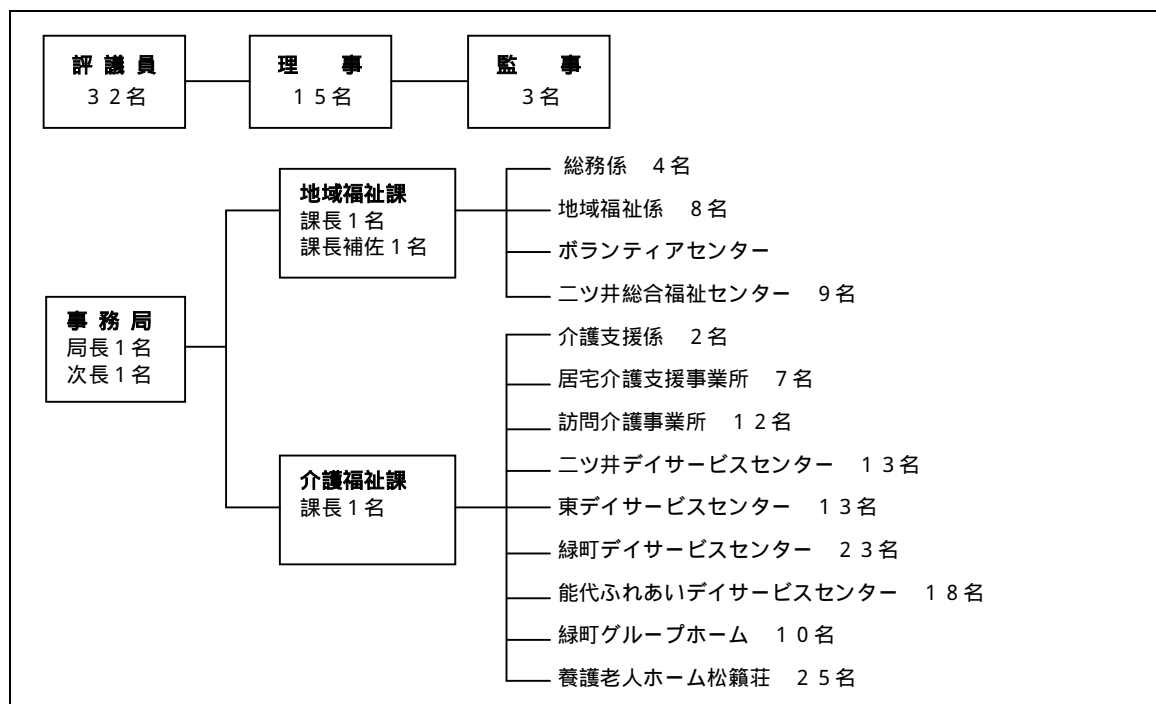 評議員
３２名
理　事
１５名
監　事
３名
地域福祉課
課長１名
課長補佐１名
総務係　４名
地域福祉係　８名
ボランティアセンター
二ツ井総合福祉センター　９名
事務局
局長１名
次長１名
介護福祉課
課長１名
介護支援係　２名
居宅介護支援事業所　７名
訪問介護事業所　１２名
二ツ井デイサービスセンター　１３名
東デイサービスセンター　１３名
緑町デイサービスセンター　２３名
能代ふれあいデイサービスセンター　１８名
緑町グループホーム　１０名
養護老人ホーム松籟荘　２５名